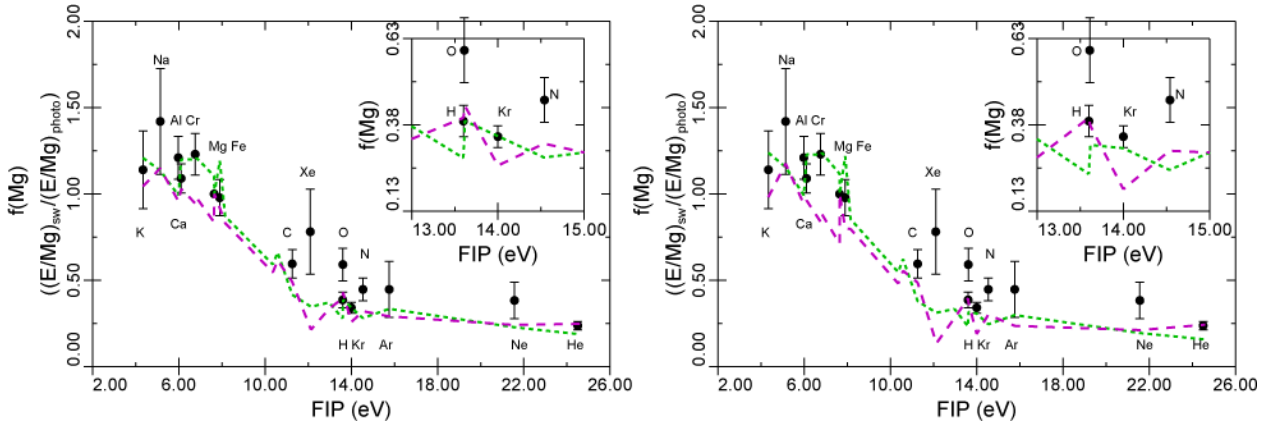 2.00
1.50
1.00
0.50
0.00
f(Mg)
((E/Mg)sw/(E/Mg)photo)
Na
Al Cr
Mg Fe
K
Ca
Xe
C
O
N
H Kr
Ar
Ne
He
2.00 6.00 10.00 14.00 18.00 22.00 26.00
FIP (eV)
0.63
0.38
0.13
f(Mg)
O
H
Kr
N
13.00 14.00 15.00
FIP (eV)
2.00
1.50
1.00
0.50
0.00
f(Mg)
((E/Mg)sw/(E/Mg)photo)
Na
Al Cr
Mg Fe
K
Ca
Xe
C
O
N
H Kr
Ar
Ne
He
2.00 6.00 10.00 14.00 18.00 22.00 26.00
FIP (eV)
0.63
0.38
0.13
f(Mg)
O
H
Kr
N
13.00 14.00 15.00
FIP (eV)